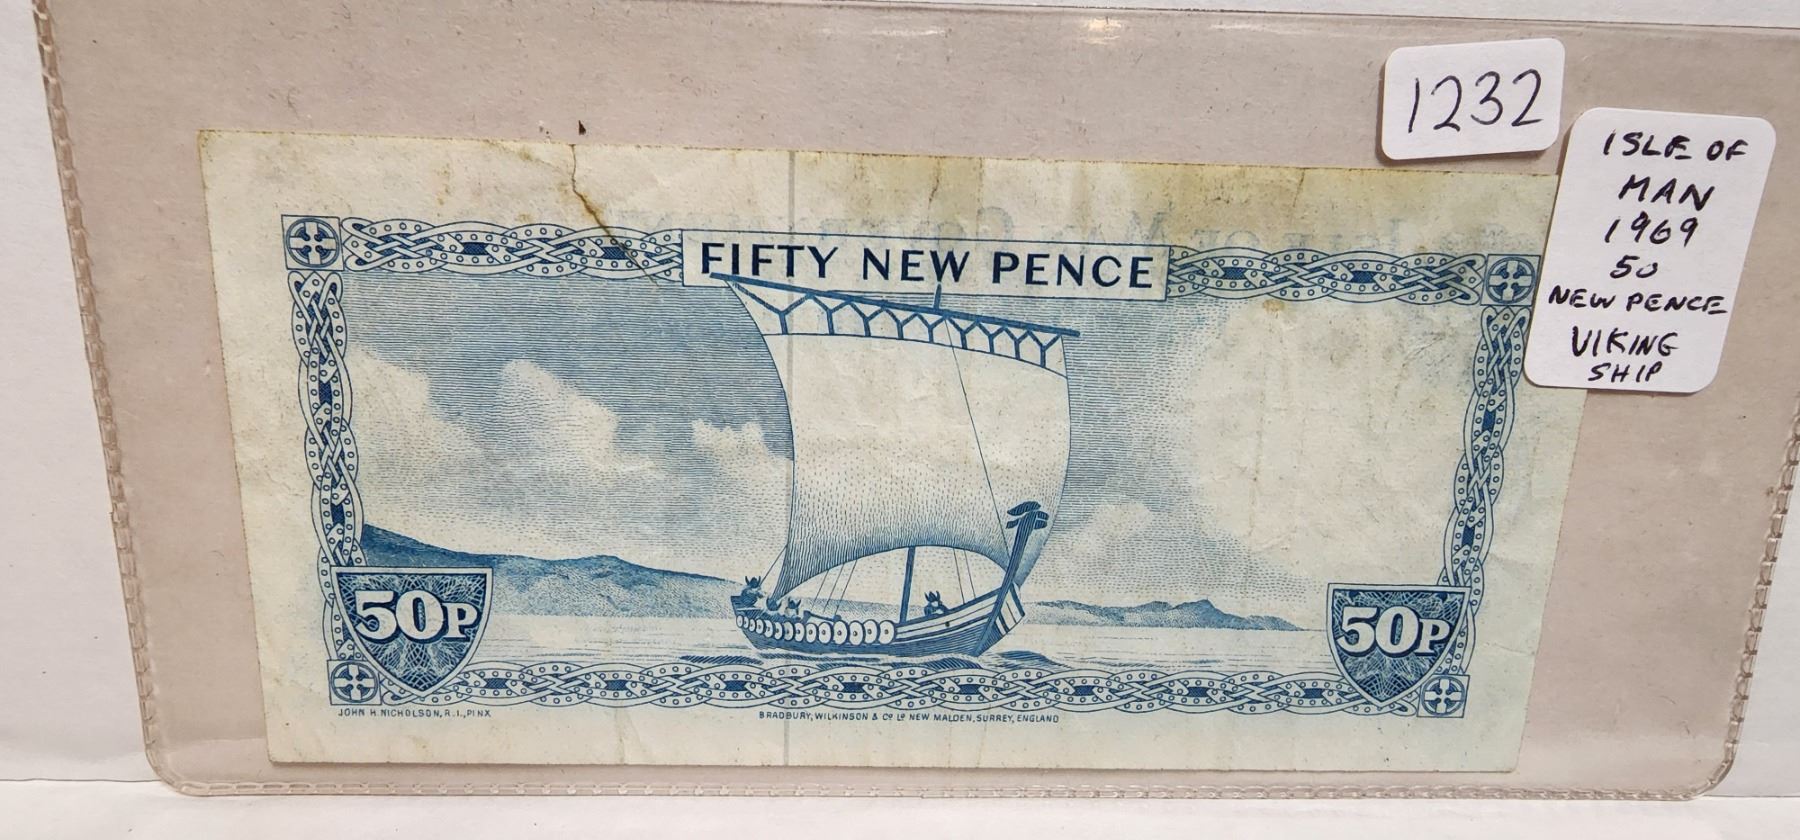 1232
ISLE OF
MAN
1969
50
NEW PENCE
VIKING
SHIP
FIFTY NEW PENCE
50P
50P
JOHN H. NICHOLSON, R.I., PINX
BRADBURY, WILKINSON & Co Ld NEW MALDEN, SURREY, ENGLAND